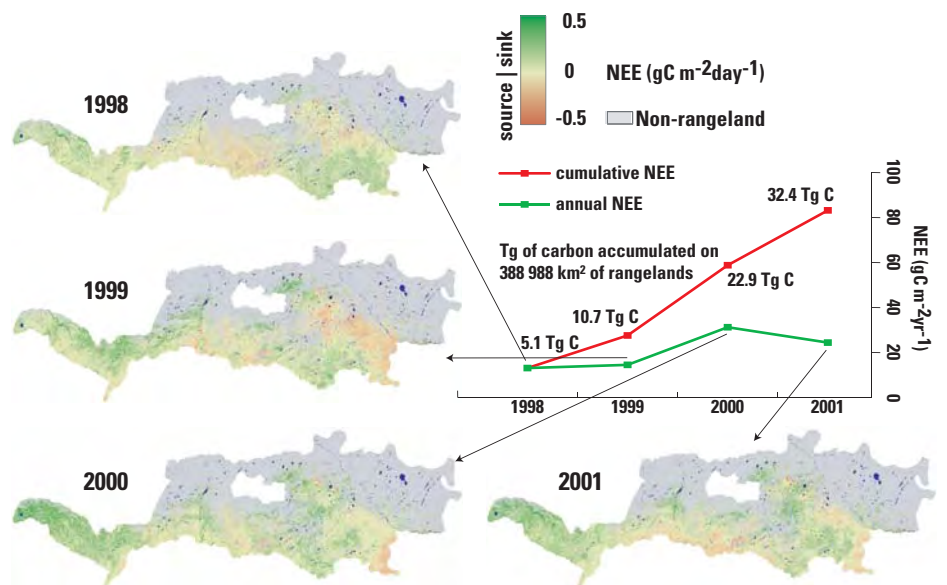 0.5
0
-0.5
source | sink
NEE (gC m-2day-1)
Non-rangeland
1998
cumulative NEE
annual NEE
Tg of carbon accumulated on
388 988 km2 of rangelands
5.1 Tg C
10.7 Tg C
22.9 Tg C
32.4 Tg C
100
80
60
40
20
0
NEE (gC m-2yr-1)
1998
1999
2000
2001
1999
2000
2001